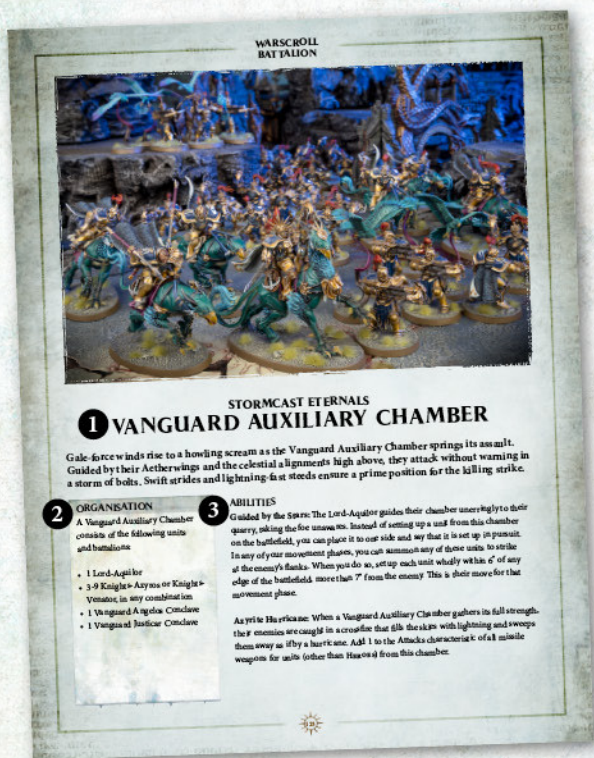 WARSCROLL
BATTALION
STORMCAST ETERNALS
1 VANGUARD AUXILIARY CHAMBER
Gale-force winds rise to a howling scream as the Vanguard Auxiliary Chamber springs its assault.
Guided by their Aetherwings and the celestial alignments high above, they attack without warning in
a storm of bolts. Swift strides and lightning-fast steeds ensure a prime position for the killing strike.
2 ORGANISATION
A Vanguard Auxiliary Chamber
consists of the following units
and battalions:
• 1 Lord-Aquilor
• 3-9 Knights-Azyros or Knights-
Venator, in any combination
• 1 Vanguard Angelos Conclave
• 1 Vanguard Justicar Conclave
3 ABILITIES
Guided by the Stars: The Lord-Aquilor guides their chamber unerringly to their
quarry, taking the foe unawares. Instead of setting up a unit from this chamber
on the battlefield, you can place it to one side and say that it is set up in pursuit.
In any of your movement phases, you can summon any of these units to strike
at the enemy's flanks. When you do so, set up each unit wholly within 6" of any
edge of the battlefield, more than 7" from the enemy. This is their move for that
movement phase.
Azyrite Hurricane: When a Vanguard Auxiliary Chamber gathers its full strength,
their enemies are caught in a crossfire that fills the skies with lightning and sweeps
them away as if by a hurricane. Add 1 to the Attacks characteristic of all missile
weapons for units (other than HEROES) from this chamber.